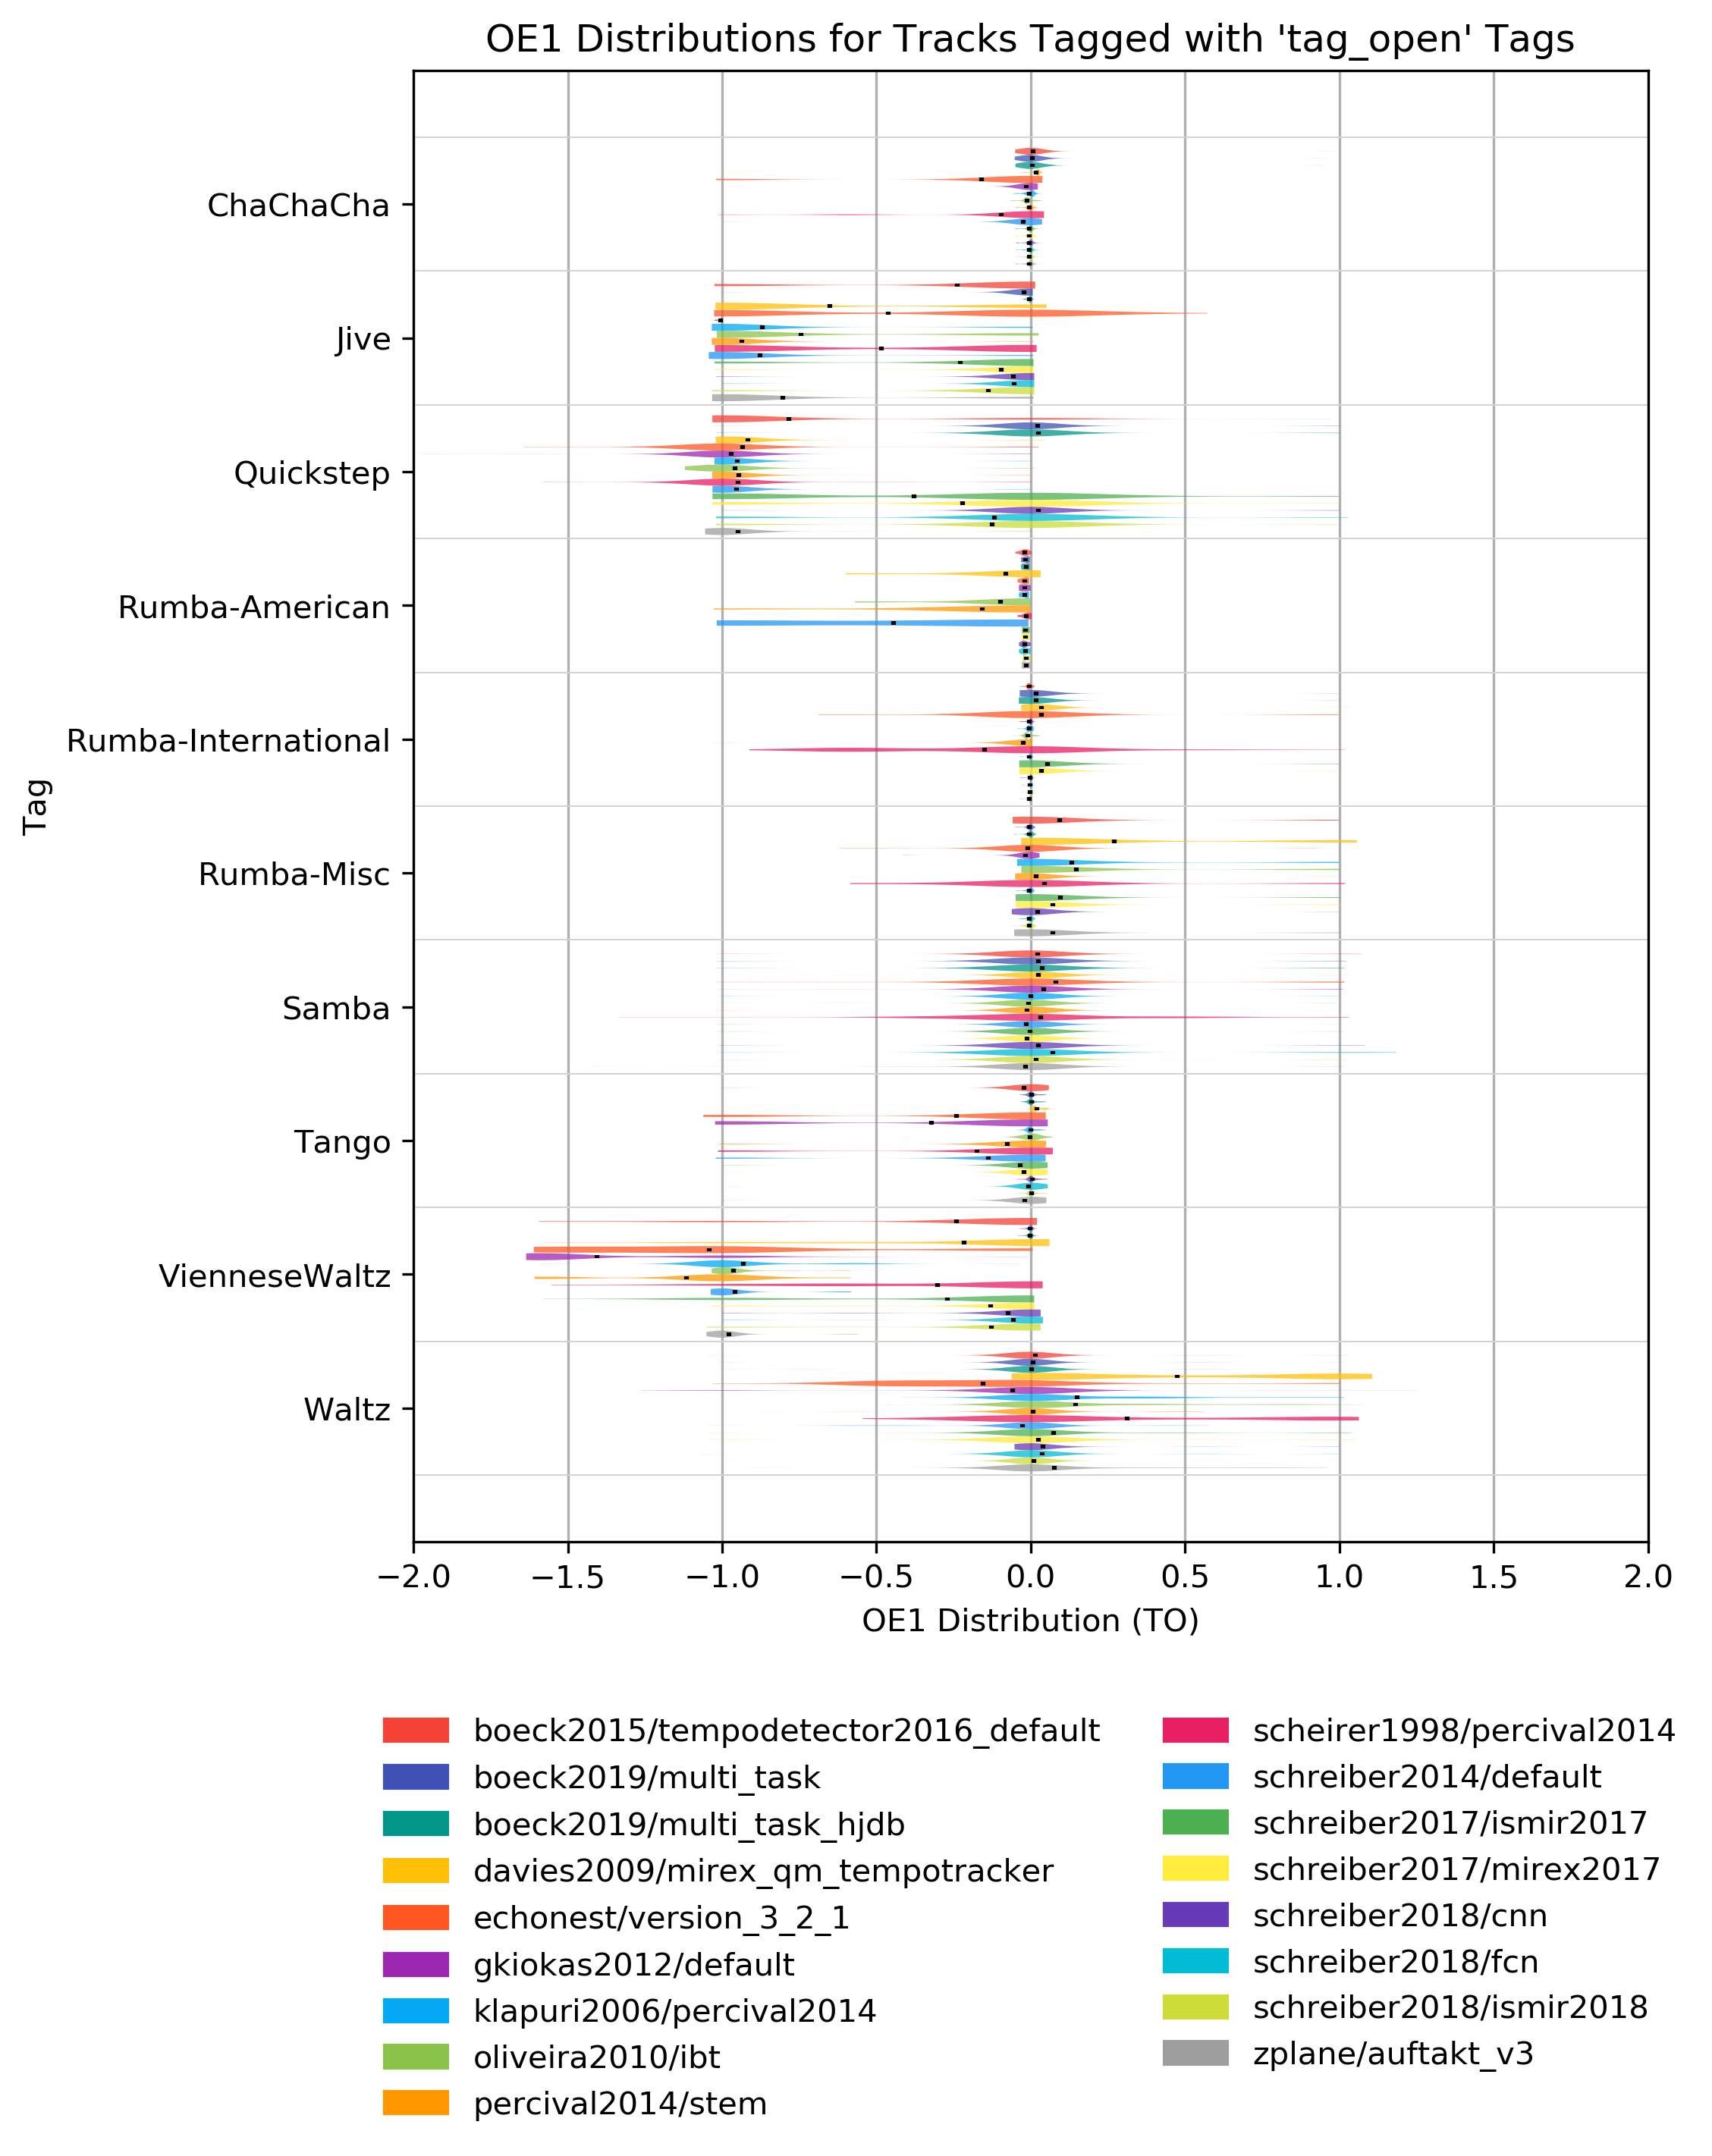 OE1 Distributions for Tracks Tagged with 'tag_open' Tags
ChaChaCha
Jive
Quickstep
Rumba-American
Rumba-International
Tag
Rumba-Misc
Samba
Tango
VienneseWaltz
Waltz
−2.0 −1.5 −1.0 −0.5 0.0 0.5 1.0 1.5 2.0
OE1 Distribution (TO)
boeck2015/tempodetector2016_default
boeck2019/multi_task
boeck2019/multi_task_hjdb
davies2009/mirex_qm_tempotracker
echonest/version_3_2_1
gkiokas2012/default
klapuri2006/percival2014
oliveira2010/ibt
percival2014/stem
scheirer1998/percival2014
schreiber2014/default
schreiber2017/ismir2017
schreiber2017/mirex2017
schreiber2018/cnn
schreiber2018/fcn
schreiber2018/ismir2018
zplane/auftakt_v3